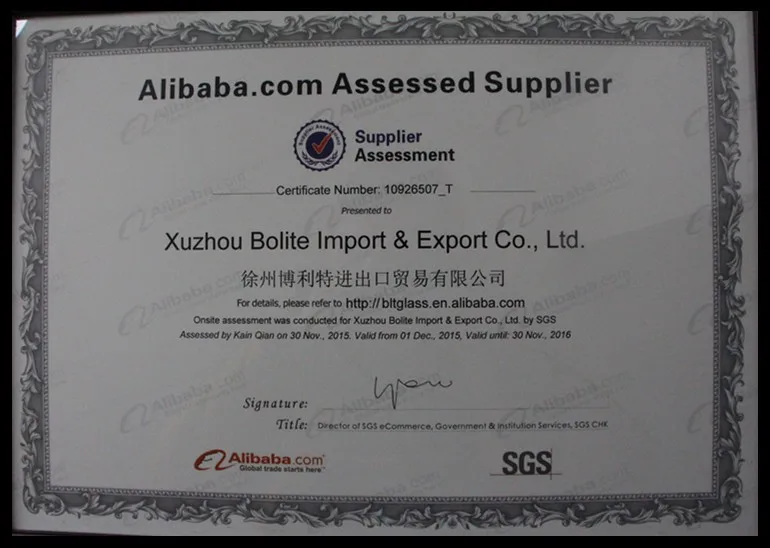 Alibaba.com Assessed Supplier
Supplier Assessment
Supplier
Assessment
Certificate Number: 10926507_T
Presented to
Xuzhou Bolite Import & Export Co., Ltd.
徐州博利特进出口贸易有限公司
For details, please refer to http://bltglass.en.alibaba.com
Onsite assessment was conducted for Xuzhou Bolite Import & Export Co., Ltd. by SGS
Assessed by Kain Qian on 30 Nov., 2015. Valid from 01 Dec., 2015, Valid until: 30 Nov., 2016
Signature:
Title: Director of SGS eCommerce, Government & Institution Services, SGS CHK
Alibaba.com®
Global trade starts here™
SGS